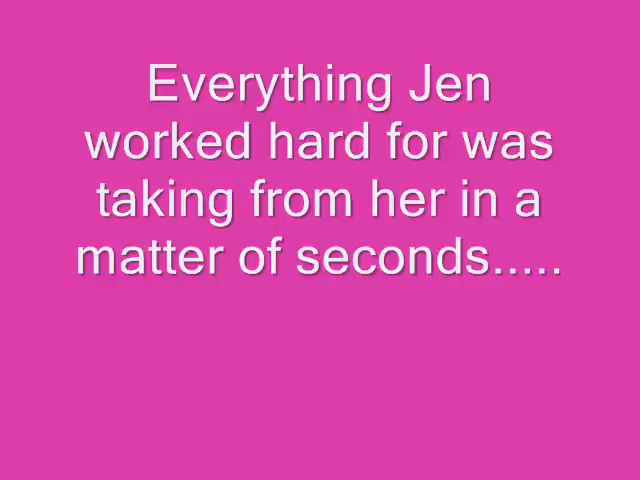 Everything Jen
worked hard for was
taking from her in a
matter of seconds.....